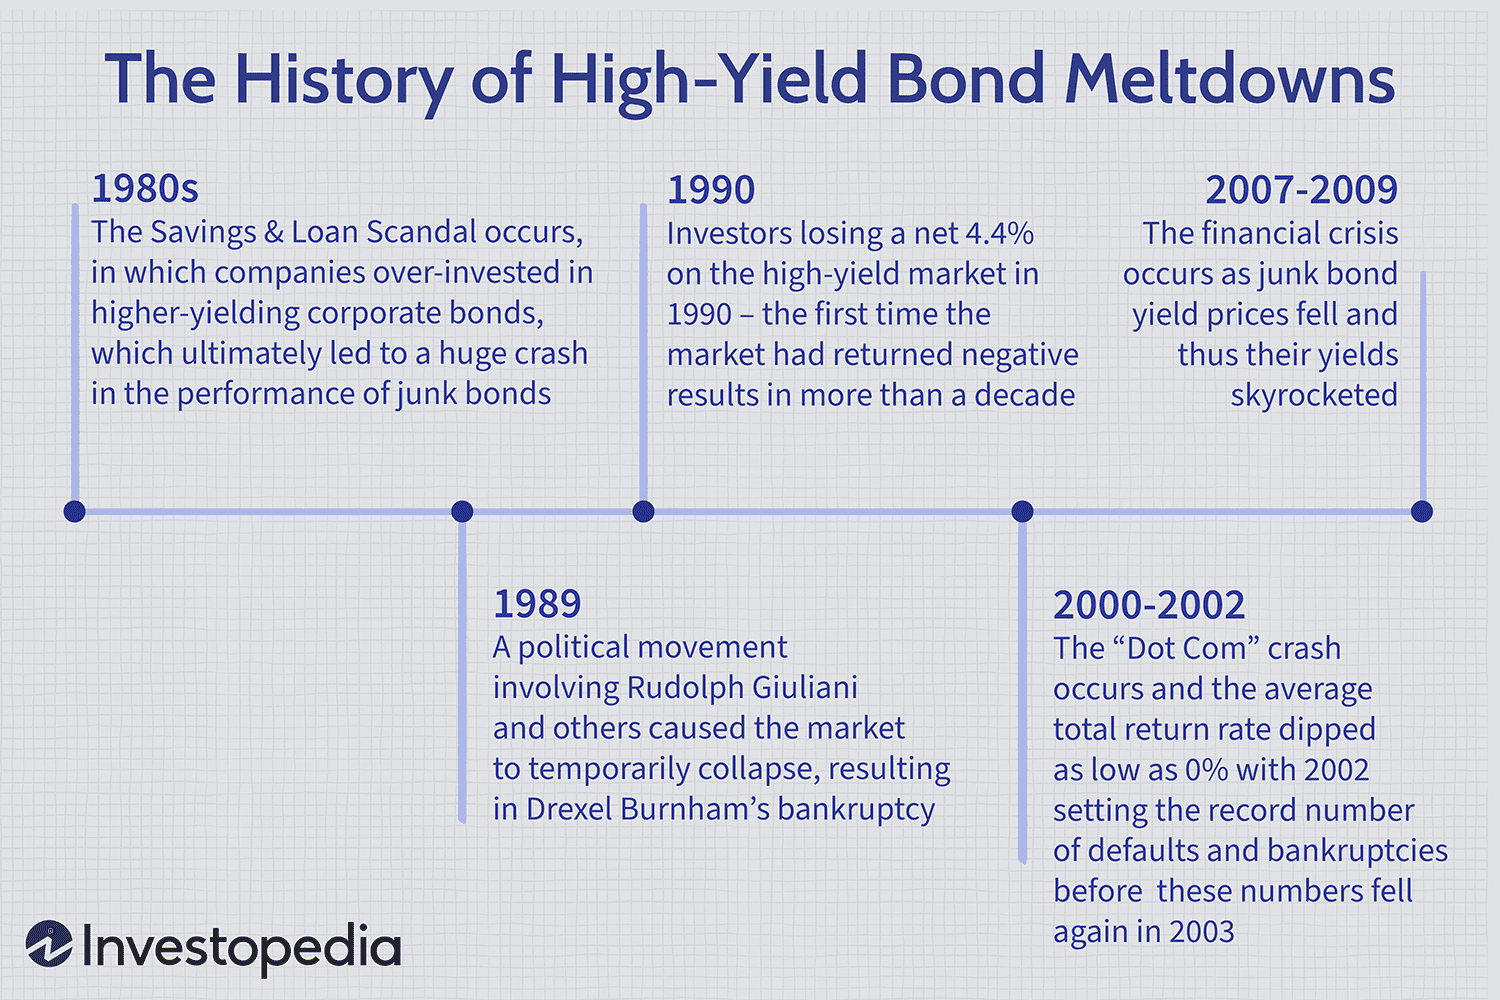 The History of High-Yield Bond Meltdowns
1980s
The Savings & Loan Scandal occurs,
in which companies over-invested in
higher-yielding corporate bonds,
which ultimately led to a huge crash
in the performance of junk bonds
1989
A political movement
involving Rudolph Giuliani
and others caused the market
to temporarily collapse, resulting
in Drexel Burnham’s bankruptcy
1990
Investors losing a net 4.4%
on the high-yield market in
1990 – the first time the
market had returned negative
results in more than a decade
2000-2002
The “Dot Com” crash
occurs and the average
total return rate dipped
as low as 0% with 2002
setting the record number
of defaults and bankruptcies
before these numbers fell
again in 2003
2007-2009
The financial crisis
occurs as junk bond
yield prices fell and
thus their yields
skyrocketed
Investopedia